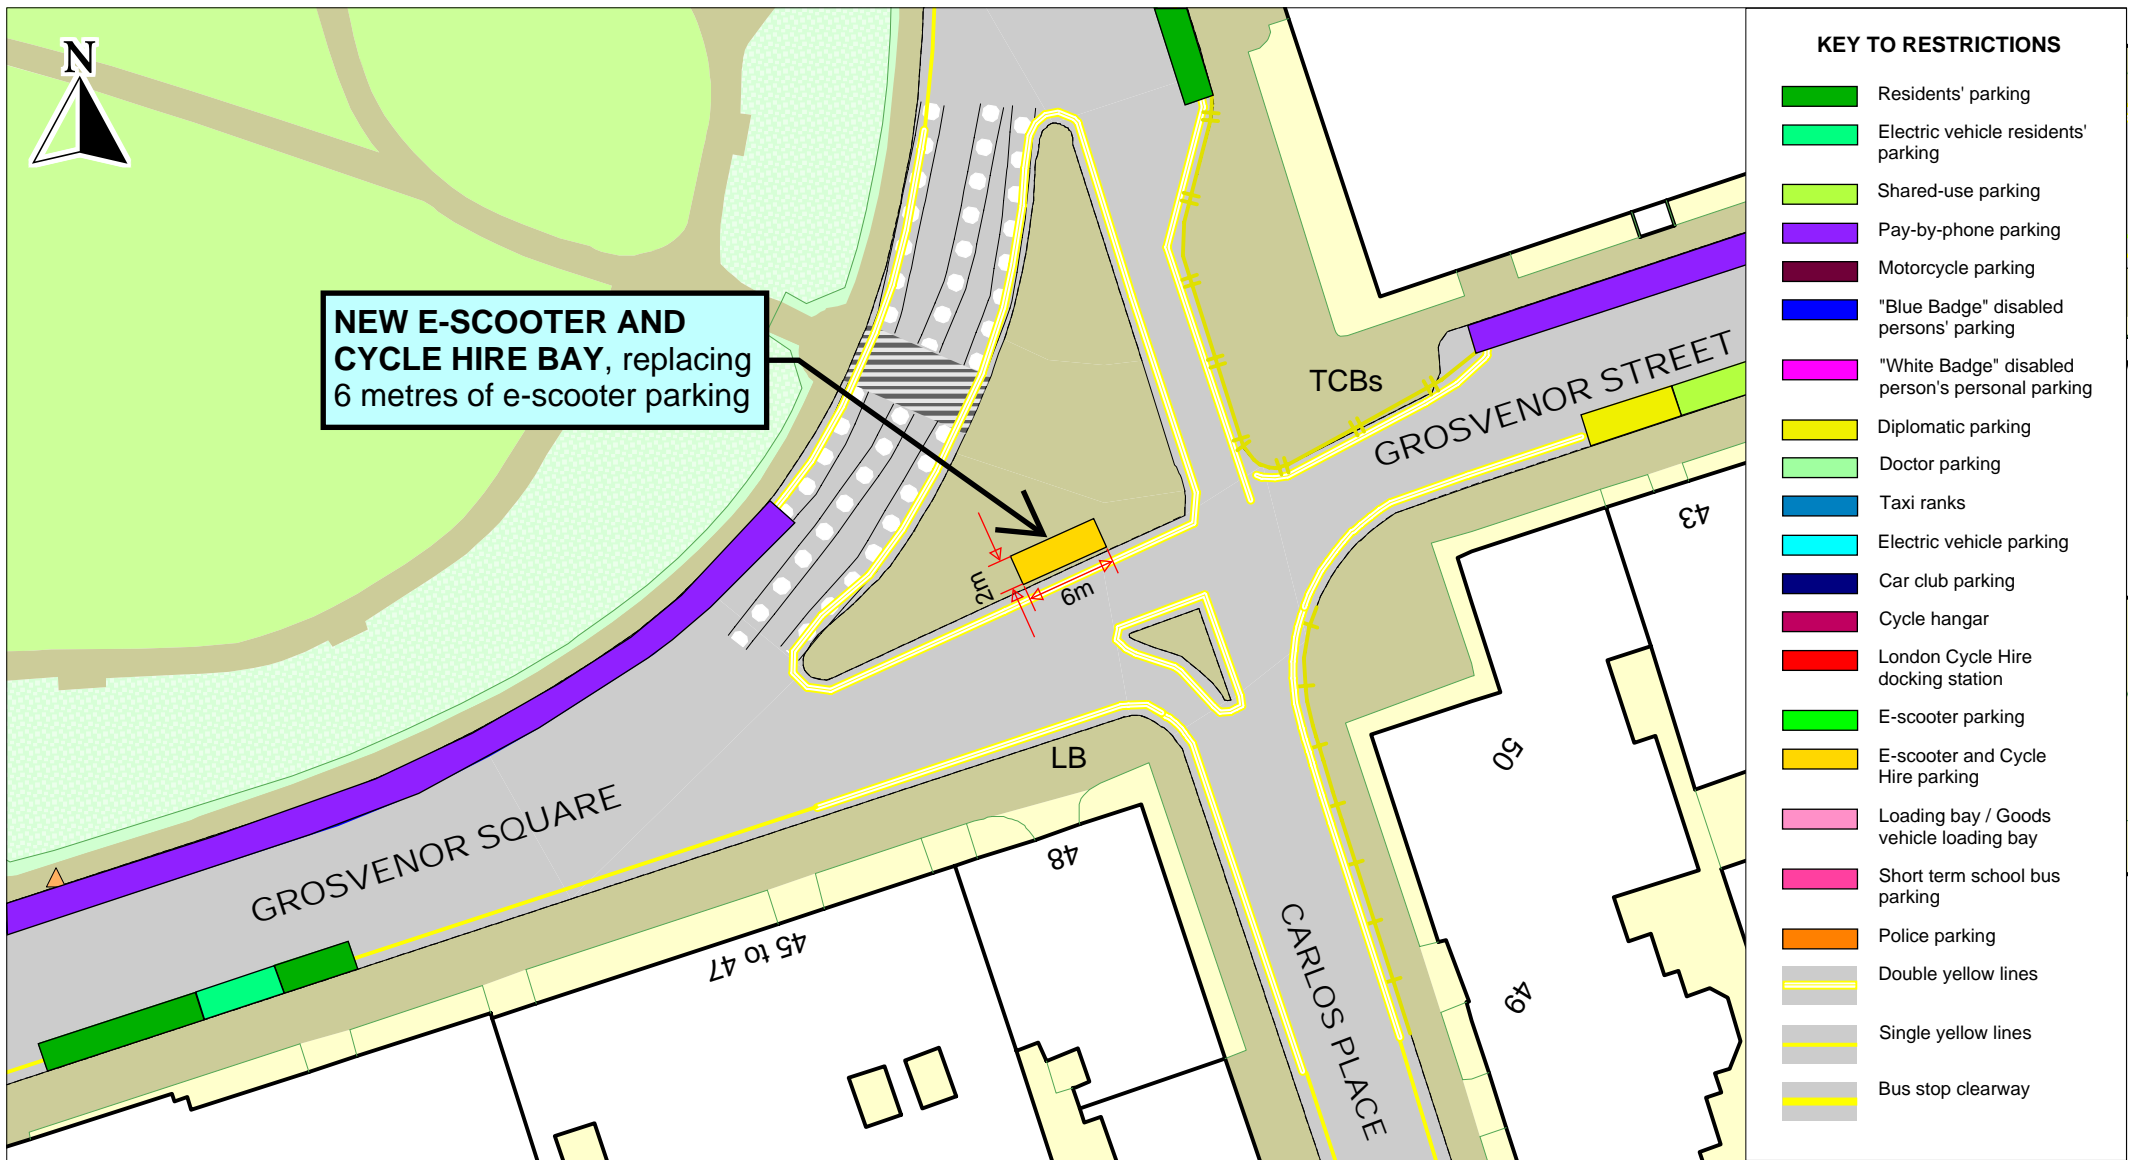 N
NEW E-SCOOTER AND
CYCLE HIRE BAY, replacing
6 metres of e-scooter parking
TCBs
GROSVENOR STREET
43
2m
6m
50
LB
GROSVENOR SQUARE
48
45 to 47
CARLOS PLACE
49
KEY TO RESTRICTIONS
Residents' parking
Electric vehicle residents'
parking
Shared-use parking
Pay-by-phone parking
Motorcycle parking
"Blue Badge" disabled
persons' parking
"White Badge" disabled
person's personal parking
Diplomatic parking
Doctor parking
Taxi ranks
Electric vehicle parking
Car club parking
Cycle hangar
London Cycle Hire
docking station
E-scooter parking
E-scooter and Cycle
Hire parking
Loading bay / Goods
vehicle loading bay
Short term school bus
parking
Police parking
Double yellow lines
Single yellow lines
Bus stop clearway